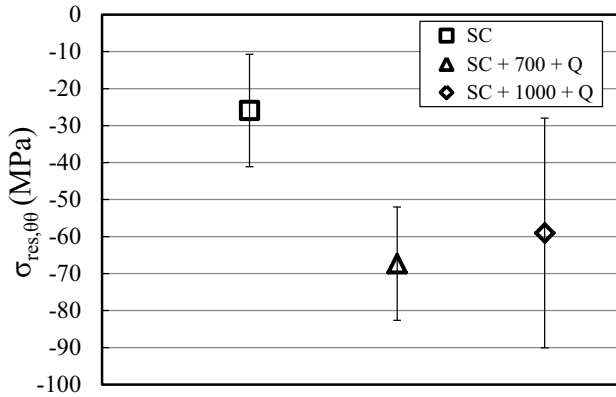 0
-10
-20
-30
-40
-50
-60
-70
-80
-90
-100
σres,θθ (MPa)
SC
SC + 700 + Q
SC + 1000 + Q